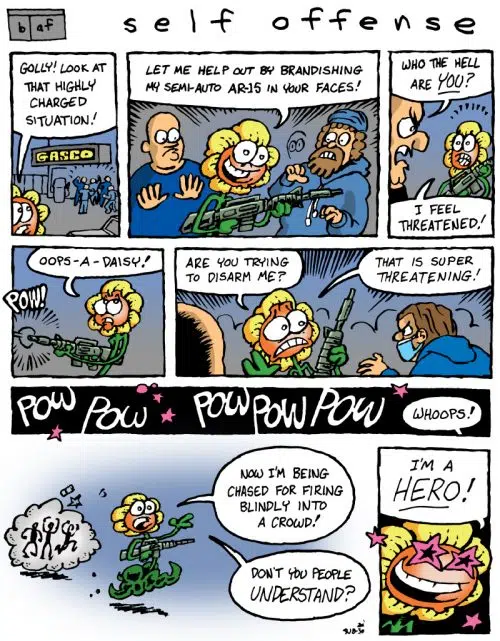 b af
self offense
GOLLY! LOOK AT
THAT HIGHLY
CHARGED
SITUATION!
GASCO
LET ME HELP OUT BY BRANDISHING
MY SEMI-AUTO AR-15 IN YOUR FACES!
WHO THE HELL
ARE YOU?
I FEEL
THREATENED!
OOPS-A-DAISY!
POW!
ARE YOU TRYING
TO DISARM ME?
THAT IS SUPER
THREATENING!
POW POW POW POW POW
WHOOPS!
NOW I'M BEING
CHASED FOR FIRING
BLINDLY INTO
A CROWD!
DON'T YOU PEOPLE
UNDERSTAND?
I'M A
HERO!